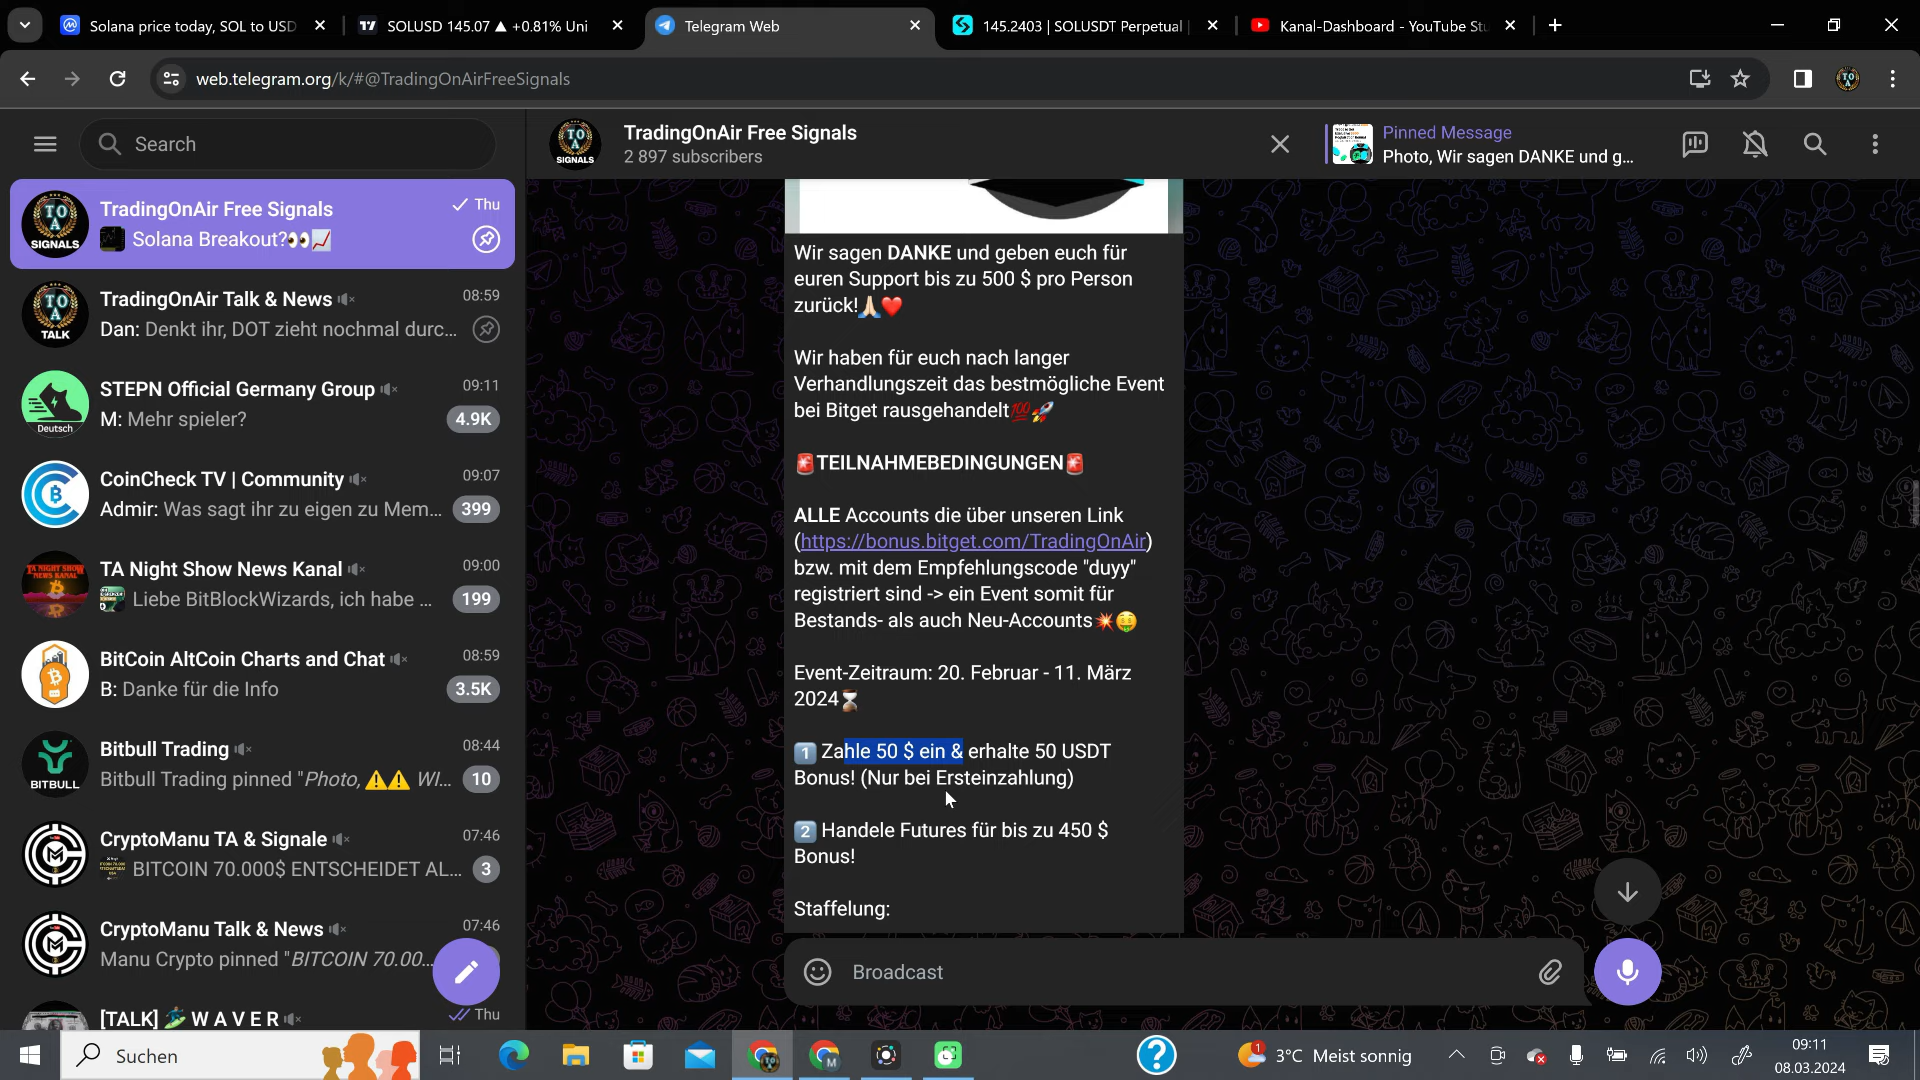 Solana price today, SOL to USD
SOLUSD 145.07 ▲ +0.81% Uni
Telegram Web
145.2403 | SOLUSDT Perpetual
Kanal-Dashboard - YouTube Stu
web.telegram.org/k/#@TradingOnAirFreeSignals
Search
TradingOnAir Free Signals
Thu
Solana Breakout?👀📈
TradingOnAir Talk & News
08:59
Dan: Denkt ihr, DOT zieht nochmal durc...
STEPN Official Germany Group
09:11
M: Mehr spieler?
4.9K
Deutsch
CoinCheck TV | Community
09:07
Admir: Was sagt ihr zu eigen zu Mem...
399
TA Night Show News Kanal
09:00
Liebe BitBlockWizards, ich habe ...
199
BitCoin AltCoin Charts and Chat
08:59
B: Danke für die Info
3.5K
Bitbull Trading
08:44
Bitbull Trading pinned "Photo, ⚠️⚠️ WI...
10
BITBULL
CryptoManu TA & Signale
07:46
BITCOIN 70.000$ ENTSCHEIDET AL...
3
CryptoManu Talk & News
07:46
Manu Crypto pinned "BITCOIN 70.00...
[TALK] 🏄 W A V E R
Thu
TOA
SIGNALS
TOA
TALK
TOA
SIGNALS
TradingOnAir Free Signals
2 897 subscribers
Pinned Message
Photo, Wir sagen DANKE und g...
Wir sagen DANKE und geben euch für
euren Support bis zu 500 $ pro Person
zurück!🙏🏻❤️
Wir haben für euch nach langer
Verhandlungszeit das bestmögliche Event
bei Bitget rausgehandelt💯🚀
🚨TEILNAHMEBEDINGUNGEN🚨
ALLE Accounts die über unseren Link
(https://bonus.bitget.com/TradingOnAir)
bzw. mit dem Empfehlungscode "duyy"
registriert sind -> ein Event somit für
Bestands- als auch Neu-Accounts💥🤑
Event-Zeitraum: 20. Februar - 11. März
2024⏳
1️⃣ Zahle 50 $ ein & erhalte 50 USDT
Bonus! (Nur bei Ersteinzahlung)
2️⃣ Handele Futures für bis zu 450 $
Bonus!
Staffelung:
Broadcast
Suchen
1
3°C Meist sonnig
09:11
08.03.2024